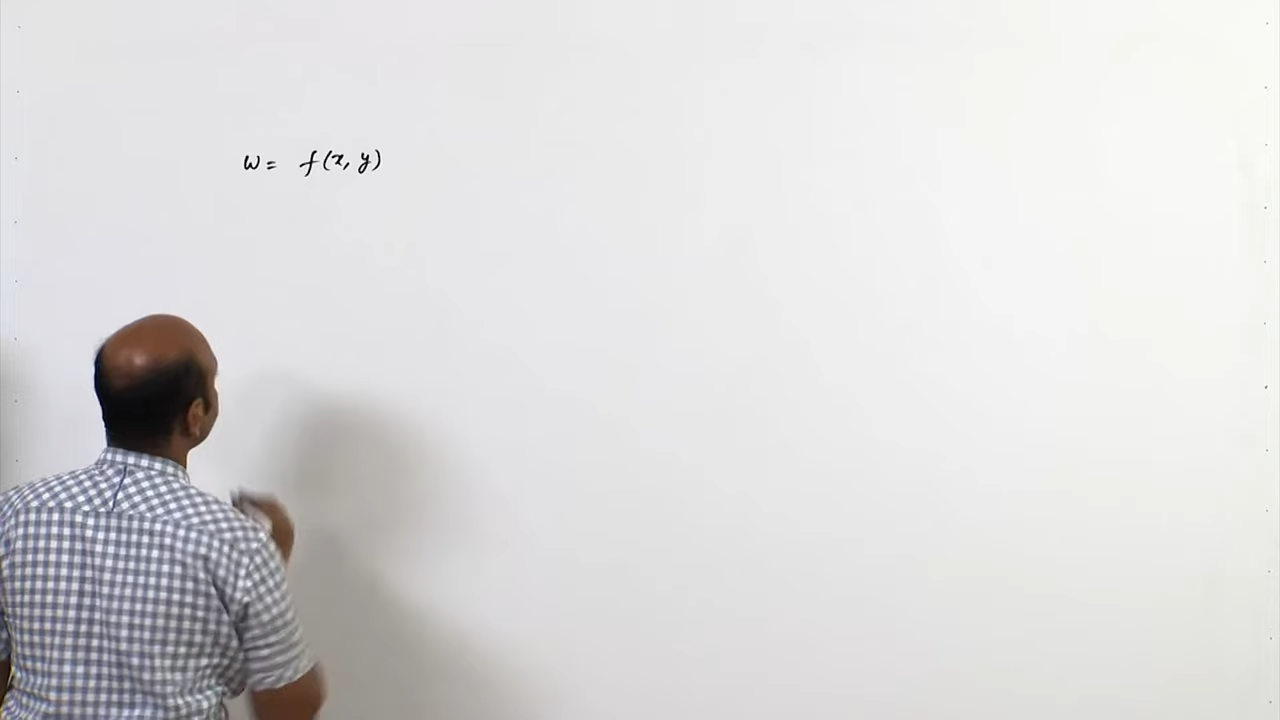 w = f(x, y)